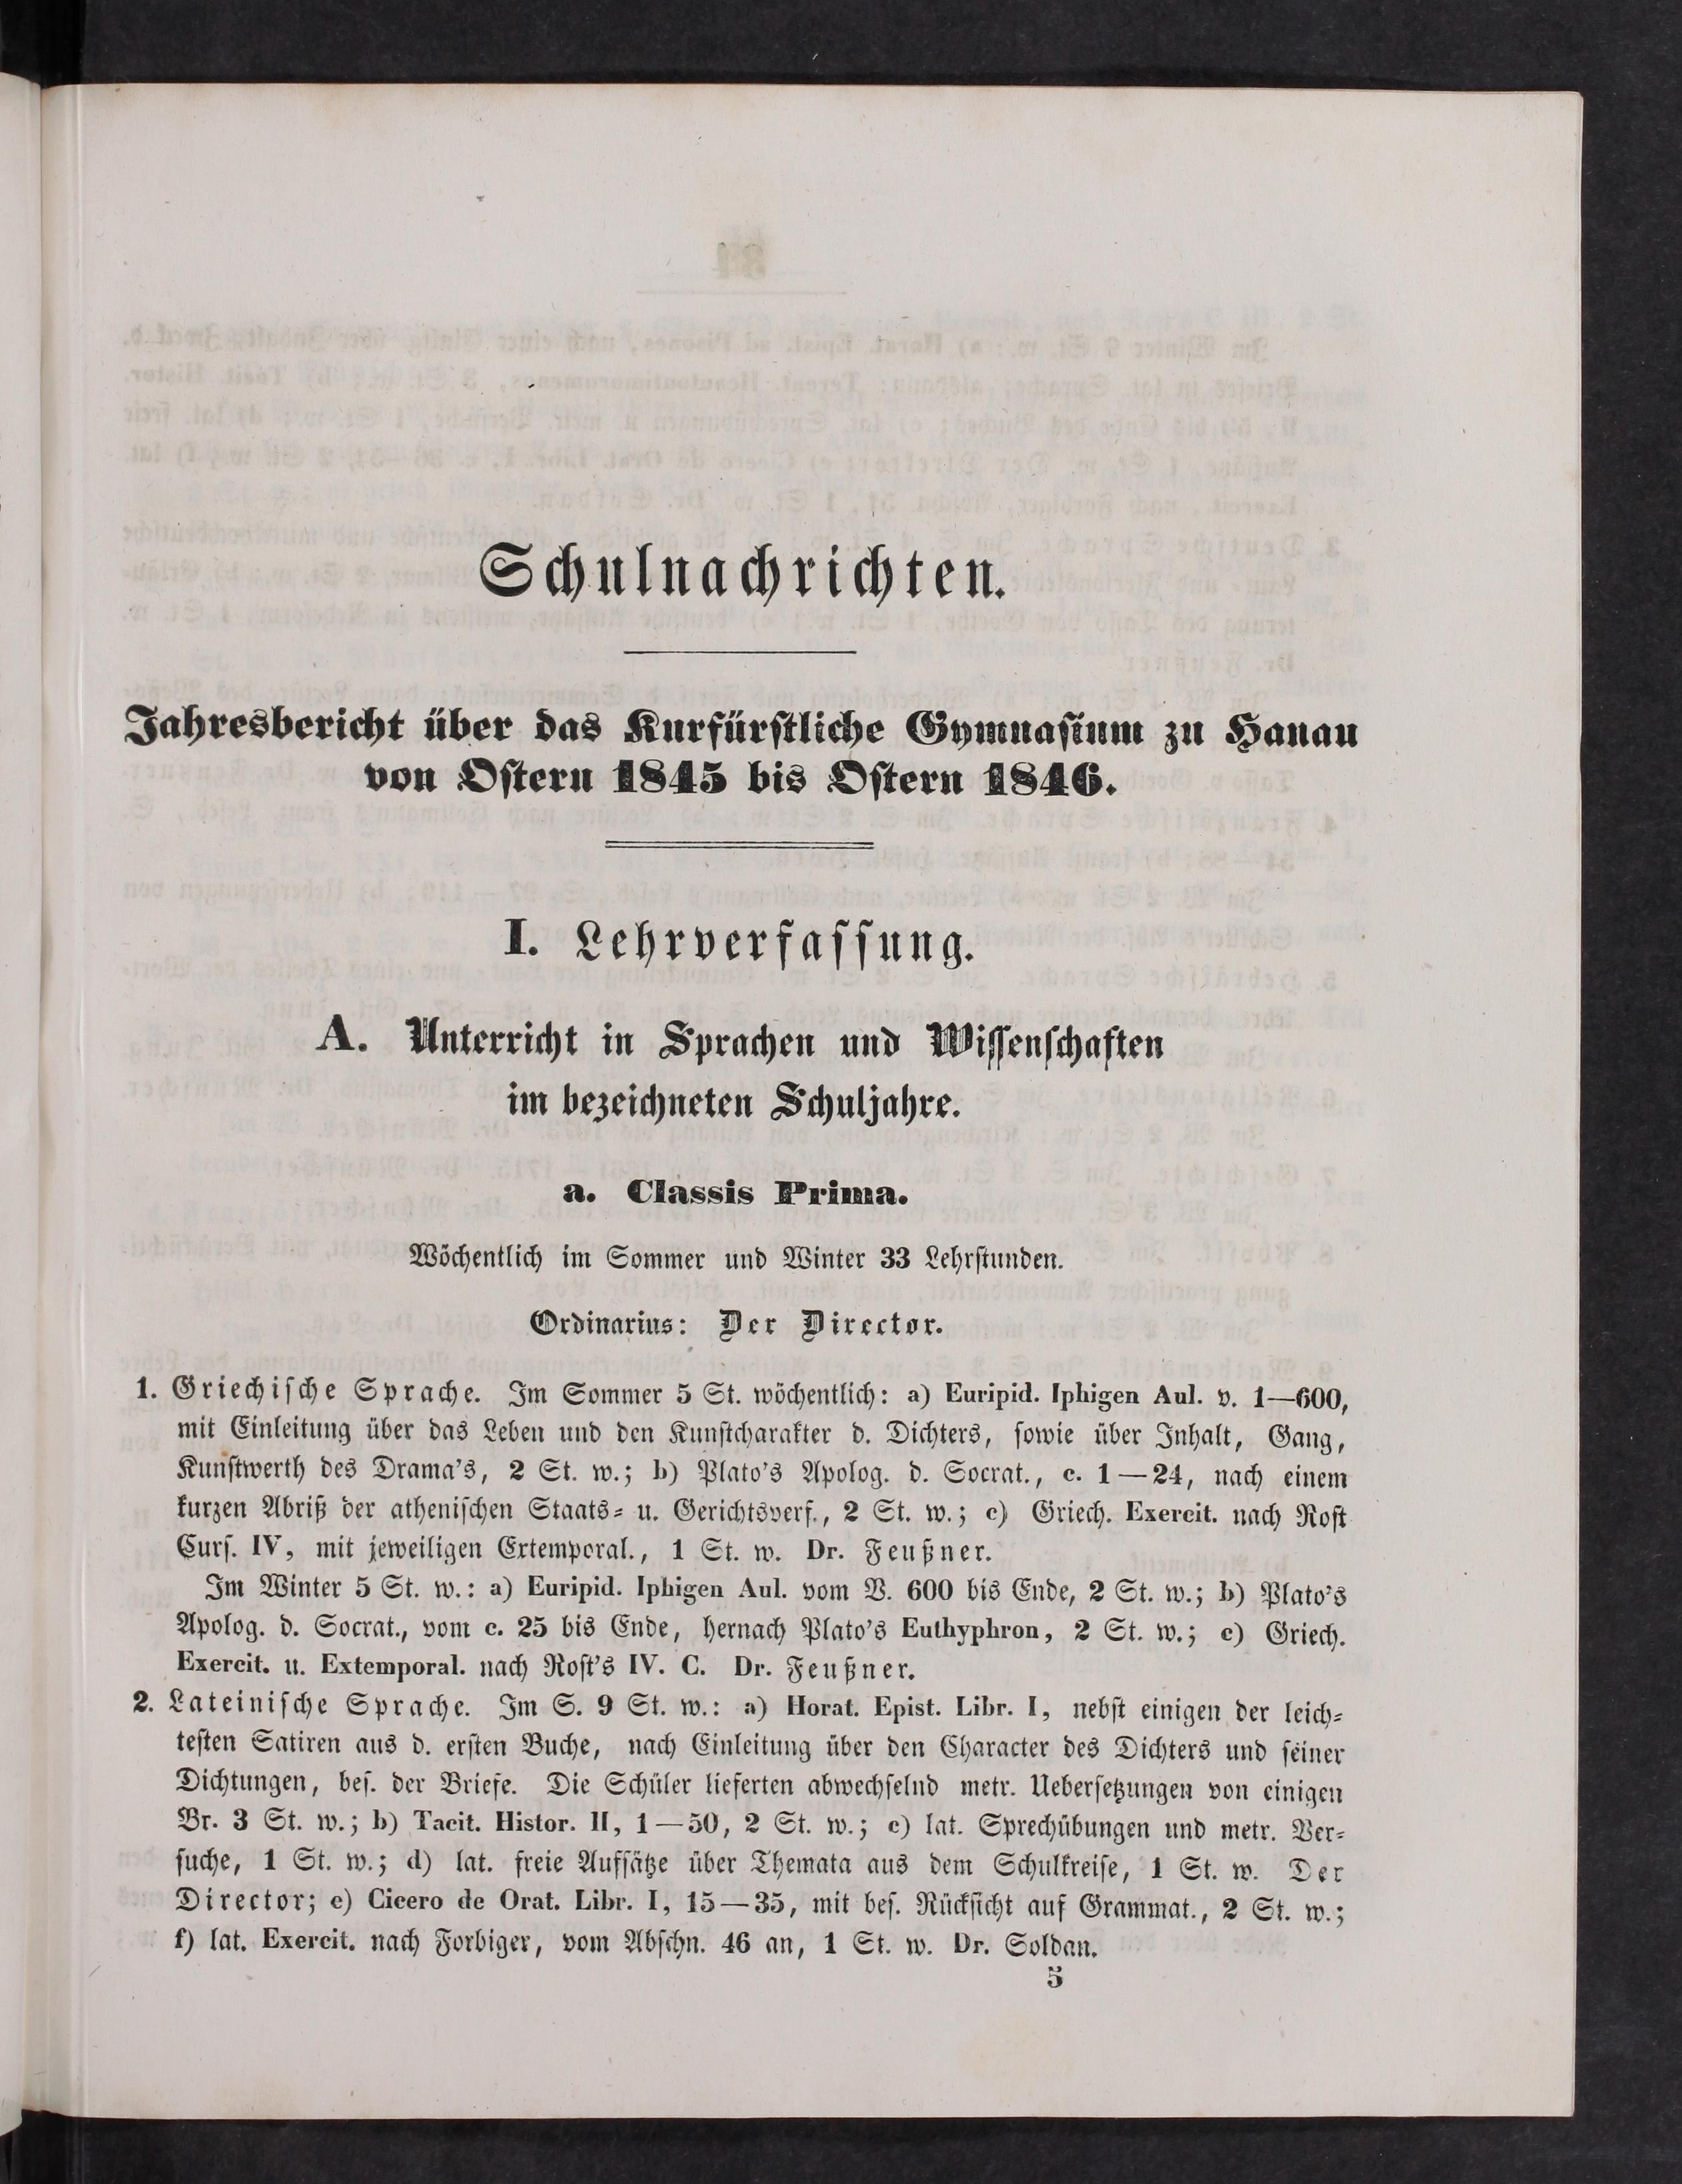 Schulnachrichten.
Jahresbericht über das Kurfürstliche Gymnasium zu Hanau
von Ostern 1845 bis Ostern 1846.
I. Lehrverfassung.
A. Unterricht in Sprachen und Wissenschaften
im bezeichneten Schuljahre.
a. Classis Prima.
Wöchentlich im Sommer und Winter 33 Lehrstunden.
Ordinarius: Der Director.
1. Griechische Sprache. Im Sommer 5 St. wöchentlich: a) Euripid. Iphigen Aul. v. 1—600,
mit Einleitung über das Leben und den Kunstcharakter d. Dichters, sowie über Inhalt, Gang,
Kunstwerth des Drama's, 2 St. w.; b) Plato's Apolog. d. Socrat., c. 1—24, nach einem
kurzen Abriß der athenischen Staats- u. Gerichtsverf., 2 St. w.; c) Griech. Exercit. nach Rost
Curs. IV, mit jeweiligen Extemporal., 1 St. w. Dr. Feußner.
Im Winter 5 St. w.: a) Euripid. Iphigen Aul. vom V. 600 bis Ende, 2 St. w.; b) Plato's
Apolog. d. Socrat., vom c. 25 bis Ende, hernach Plato's Euthyphron, 2 St. w.; c) Griech.
Exercit. u. Extemporal. nach Rost's IV. C. Dr. Feußner.
2. Lateinische Sprache. Im S. 9 St. w.: a) Horat. Epist. Libr. I, nebst einigen der leich-
testen Satiren aus d. ersten Buche, nach Einleitung über den Character des Dichters und seiner
Dichtungen, bes. der Briefe. Die Schüler lieferten abwechselnd metr. Uebersetzungen von einigen
Br. 3 St. w.; b) Tacit. Histor. II, 1—50, 2 St. w.; c) lat. Sprechübungen und metr. Ver-
suche, 1 St. w.; d) lat. freie Aufsätze über Themata aus dem Schulkreise, 1 St. w. Der
Director; e) Cicero de Orat. Libr. I, 15—35, mit bes. Rücksicht auf Grammat., 2 St. w.;
f) lat. Exercit. nach Forbiger, vom Abschn. 46 an, 1 St. w. Dr. Soldan.
5